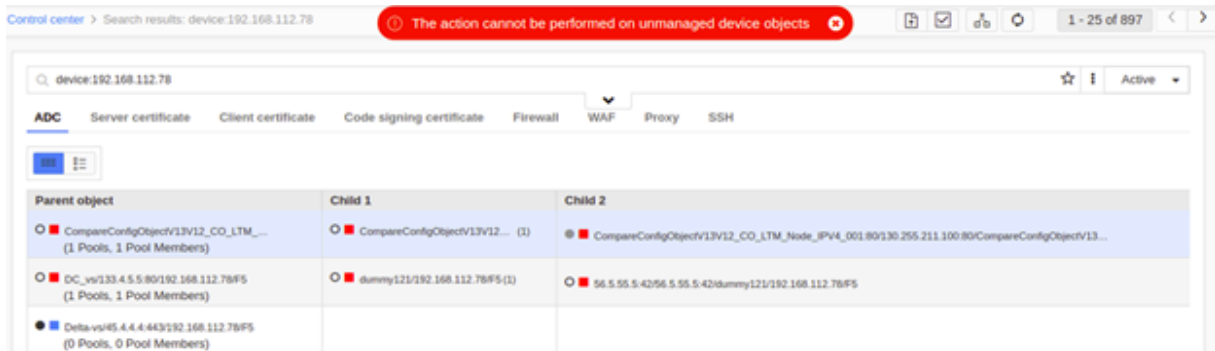 Control center > Search results: device:192.168.112.78
The action cannot be performed on unmanaged device objects
1 - 25 of 897
device:192.168.112.78
Active
ADC Server certificate Client certificate Code signing certificate Firewall WAF Proxy SSH
Parent object Child 1 Child 2
CompareConfigObjectV13V12_CO_LTM_... CompareConfigObjectV13V12... (1) CompareConfigObjectV13V12_CO_LTM_Node_IPV4_001:80/130.255.211.100:80/CompareConfigObjectV13...
(1 Pools, 1 Pool Members)
DC_vs/133.4.5.5:80/192.168.112.78/F5 dummy121/192.168.112.78/F5(1) 56.5.55.5:42/56.5.55.5:42/dummy121/192.168.112.78/F5
(1 Pools, 1 Pool Members)
Delta-vs/45.4.4.4:443/192.168.112.78/F5
(0 Pools, 0 Pool Members)